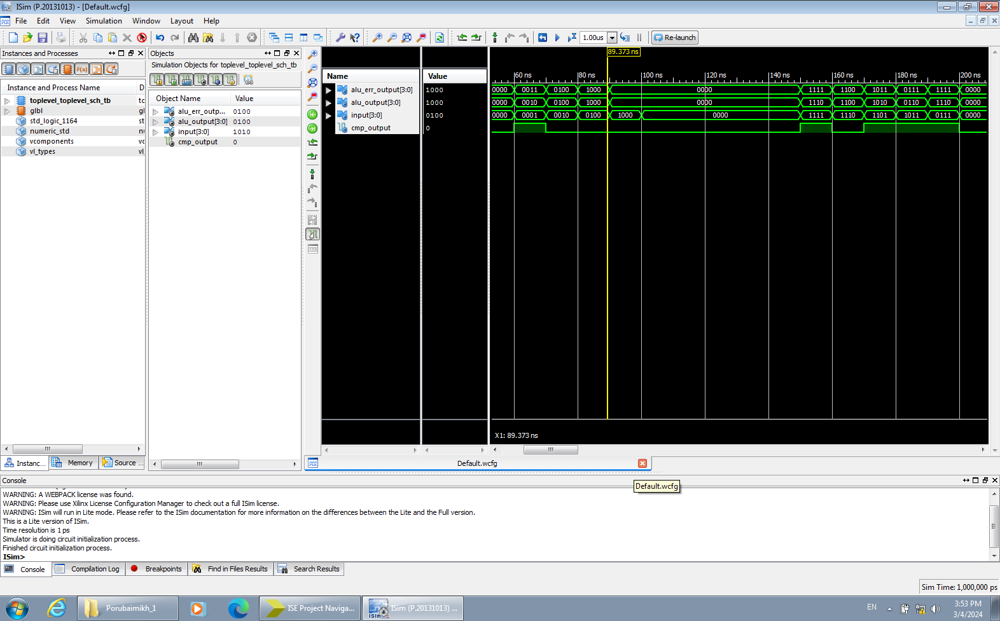 ISim (P.20131013) - [Default.wcfg]
File Edit View Simulation Window Layout Help
1.00us Re-launch
Instances and Processes
Instance and Process Name D
toplevel_toplevel_sch_tb tc
glbl gl
std_logic_1164 st
numeric_std nu
vcomponents vc
vl_types vl_
Instanc... Memory Source ...
Objects
Simulation Objects for toplevel_toplevel_sch_tb
Object Name Value
alu_err_outp... 0100
alu_output[3:0] 0100
input[3:0] 1010
cmp_output 0
Name Value
alu_err_output[3:0] 1000
alu_output[3:0] 1000
input[3:0] 0100
cmp_output 0
89.373 ns
60 ns 80 ns 100 ns 120 ns 140 ns 160 ns 180 ns 200 ns
0000 0011 0100 1000 0000 1111 1100 1011 0111 1111 0000
0000 0010 0100 1000 0000 1110 1100 1010 0110 1110 0000
0000 0001 0010 0100 1000 0000 1111 1110 1101 1011 0111 0000
X1: 89.373 ns
Default.wcfg
Default.wcfg
Console
WARNING: A WEBPACK license was found.
WARNING: Please use Xilinx License Configuration Manager to check out a full ISim license.
WARNING: ISim will run in Lite mode. Please refer to the ISim documentation for more information on the differences between the Lite and the Full version.
This is a Lite version of ISim.
Time resolution is 1 ps
Simulator is doing circuit initialization process.
Finished circuit initialization process.
ISim>
Console Compilation Log Breakpoints Find in Files Results Search Results
Sim Time: 1,000,000 ps
Porubaimikh_1 ISE Project Naviga... ISim (P.20131013) ...
EN
3:53 PM
3/4/2024